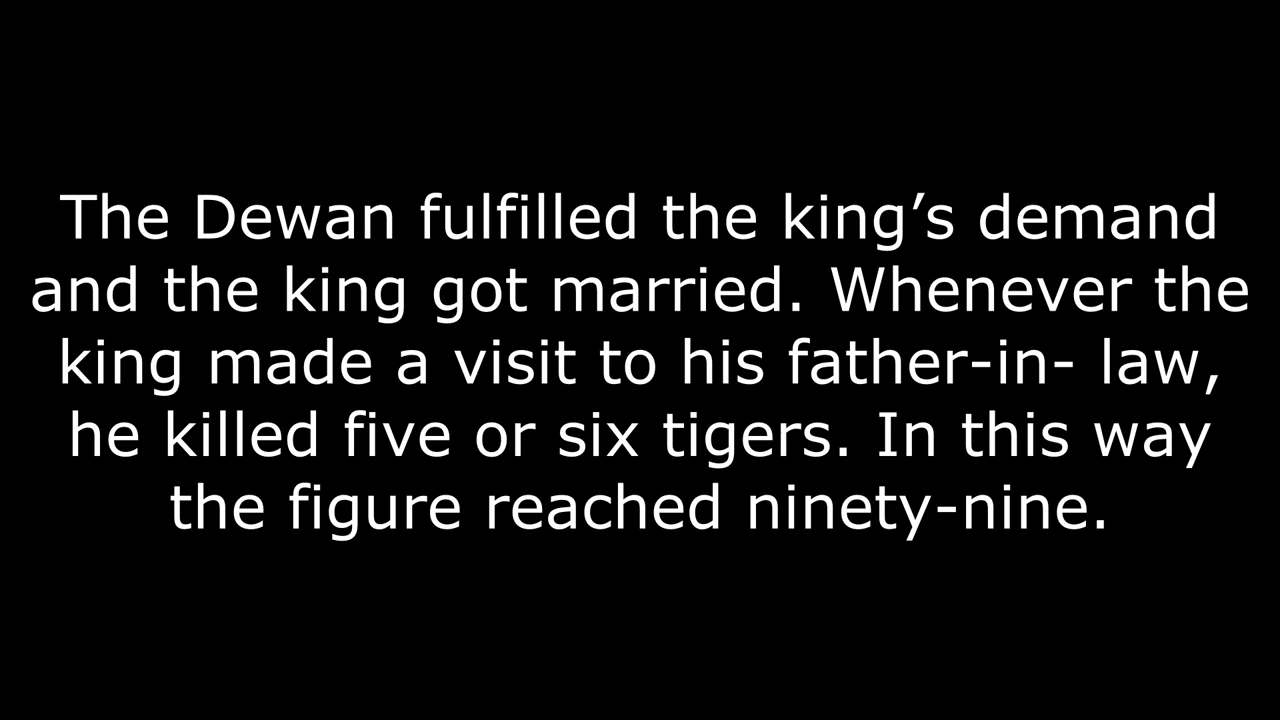 The Dewan fulfilled the king’s demand
and the king got married. Whenever the
king made a visit to his father-in- law,
he killed five or six tigers. In this way
the figure reached ninety-nine.